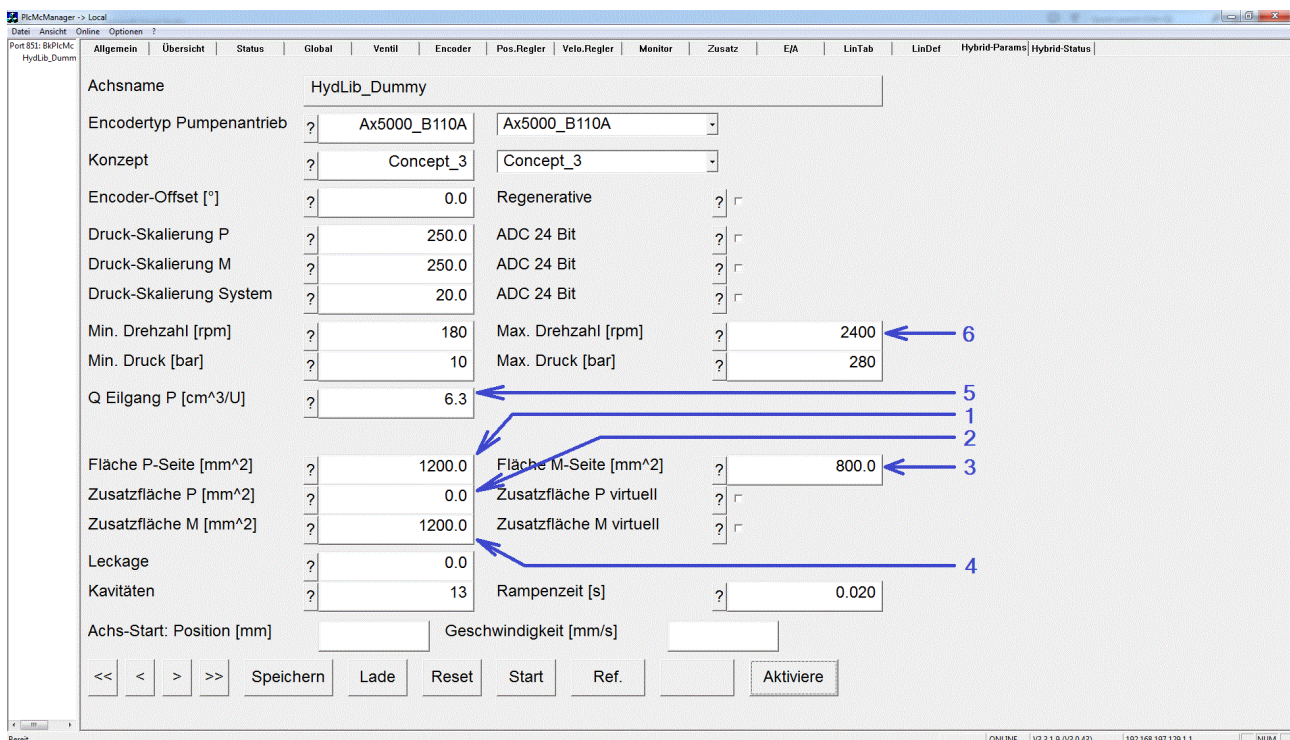 PlcMcManager -> Local
Datei Ansicht Online Optionen ?
Port 851: BkPlcMc
HydLib_Dumm
Allgemein Übersicht Status Global Ventil Encoder Pos.Regler Velo.Regler Monitor Zusatz E/A LinTab LinDef Hybrid-Params Hybrid-Status
Achsname HydLib_Dummy
Encodertyp Pumpenantrieb ? Ax5000_B110A Ax5000_B110A
Konzept ? Concept_3 Concept_3
Encoder-Offset [°] ? 0.0 Regenerative ?
Druck-Skalierung P ? 250.0 ADC 24 Bit ?
Druck-Skalierung M ? 250.0 ADC 24 Bit ?
Druck-Skalierung System ? 20.0 ADC 24 Bit ?
Min. Drehzahl [rpm] ? 180 Max. Drehzahl [rpm] ? 2400 6
Min. Druck [bar] ? 10 Max. Druck [bar] ? 280
Q Eilgang P [cm^3/U] ? 6.3 5
1
2
Fläche P-Seite [mm^2] ? 1200.0 Fläche M-Seite [mm^2] ? 800.0 3
Zusatzfläche P [mm^2] ? 0.0 Zusatzfläche P virtuell ?
Zusatzfläche M [mm^2] ? 1200.0 Zusatzfläche M virtuell ?
Leckage ? 0.0 4
Kavitäten ? 13 Rampenzeit [s] ? 0.020
Achs-Start: Position [mm] Geschwindigkeit [mm/s]
<< < > >> Speichern Lade Reset Start Ref. Aktiviere